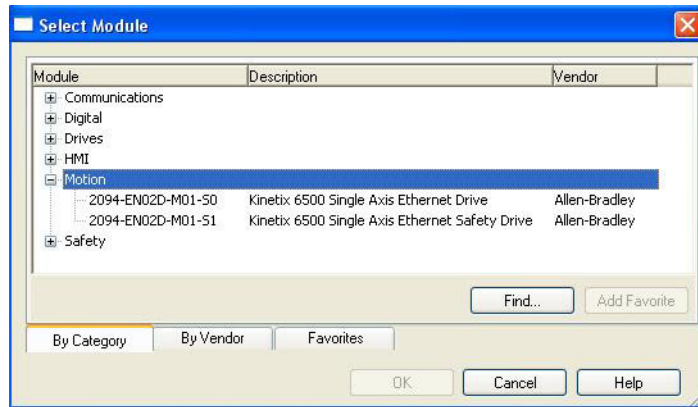 Select Module
Module Description Vendor
Communications
Digital
Drives
HMI
Motion
2094-EN02D-M01-S0 Kinetix 6500 Single Axis Ethernet Drive Allen-Bradley
2094-EN02D-M01-S1 Kinetix 6500 Single Axis Ethernet Safety Drive Allen-Bradley
Safety
Find... Add Favorite
By Category By Vendor Favorites
OK Cancel Help